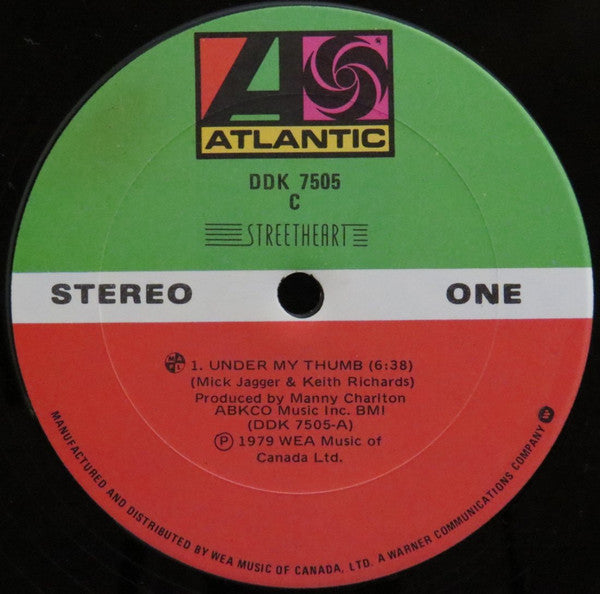 ATLANTIC
DDK 7505
C
STREETHEART
STEREO ONE
1. UNDER MY THUMB (6:38)
(Mick Jagger & Keith Richards)
Produced by Manny Charlton
ABKCO Music Inc. BMI
(DDK 7505-A)
Ⓟ 1979 WEA Music of
Canada Ltd.
MANUFACTURED AND DISTRIBUTED BY WEA MUSIC OF CANADA, LTD. A WARNER COMMUNICATIONS COMPANY